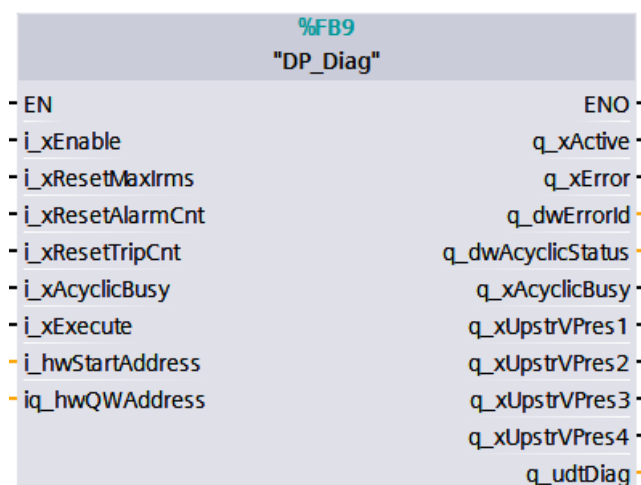 %FB9
"DP_Diag"
EN ENO
i_xEnable q_xActive
i_xResetMaxIrms q_xError
i_xResetAlarmCnt q_dwErrorId
i_xResetTripCnt q_dwAcyclicStatus
i_xAcyclicBusy q_xAcyclicBusy
i_xExecute q_xUpstrVPres1
i_hwStartAddress q_xUpstrVPres2
iq_hwQWAddress q_xUpstrVPres3
q_xUpstrVPres4
q_udtDiag